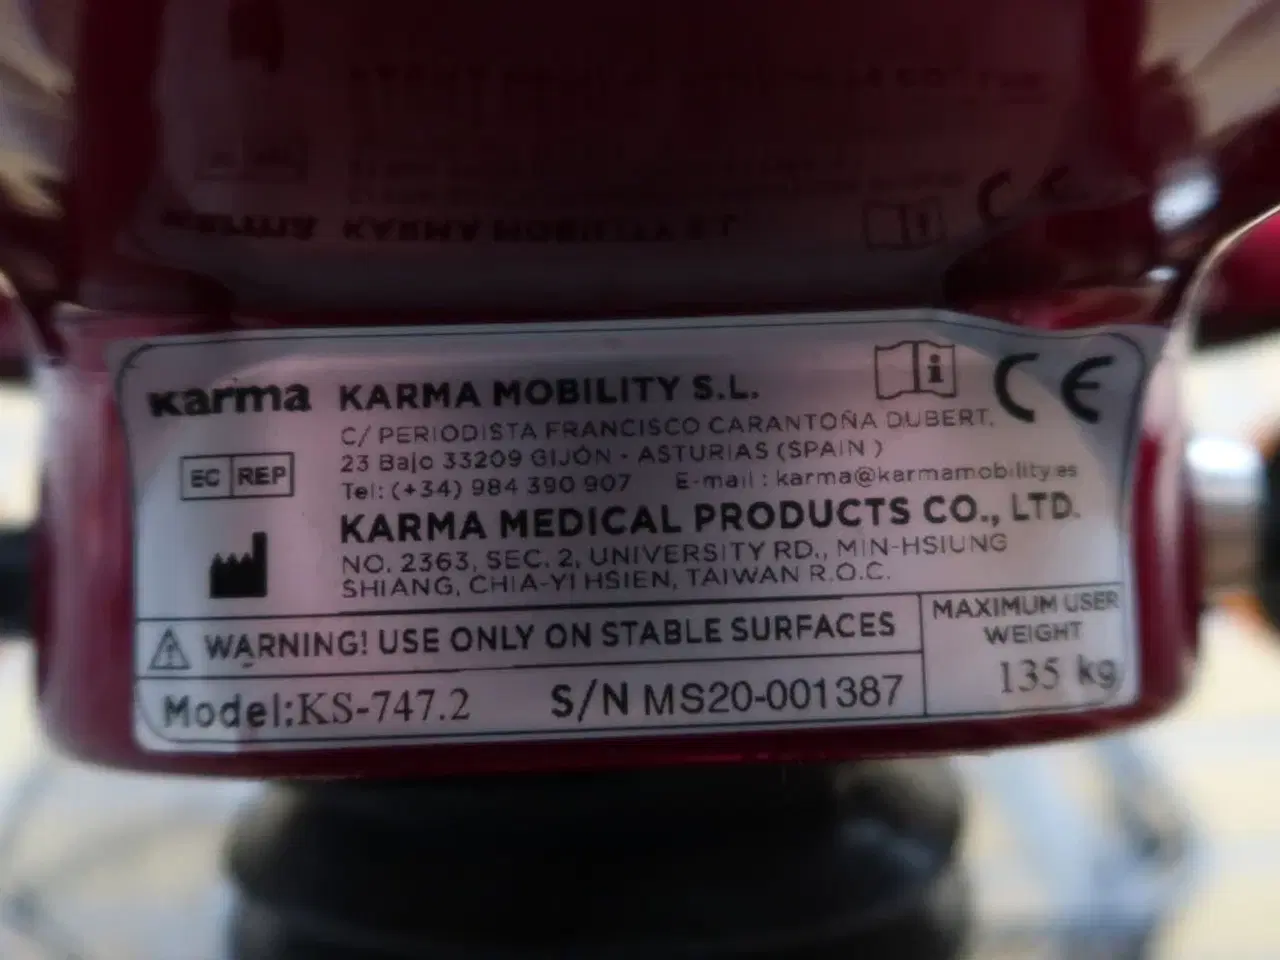 karma KARMA MOBILITY S.L.
C/ PERIODISTA FRANCISCO CARANTOÑA DUBERT,
23 Bajo 33209 GIJÓN - ASTURIAS (SPAIN)
EC REP
Tel: (+34) 984 390 907 E-mail : karma@karmamobility.es
KARMA MEDICAL PRODUCTS CO., LTD.
NO. 2363, SEC. 2, UNIVERSITY RD., MIN-HSIUNG
SHIANG, CHIA-YI HSIEN, TAIWAN R.O.C.
WARNING! USE ONLY ON STABLE SURFACES
MAXIMUM USER
WEIGHT
135 kg
Model:KS-747.2 S/N MS20-001387